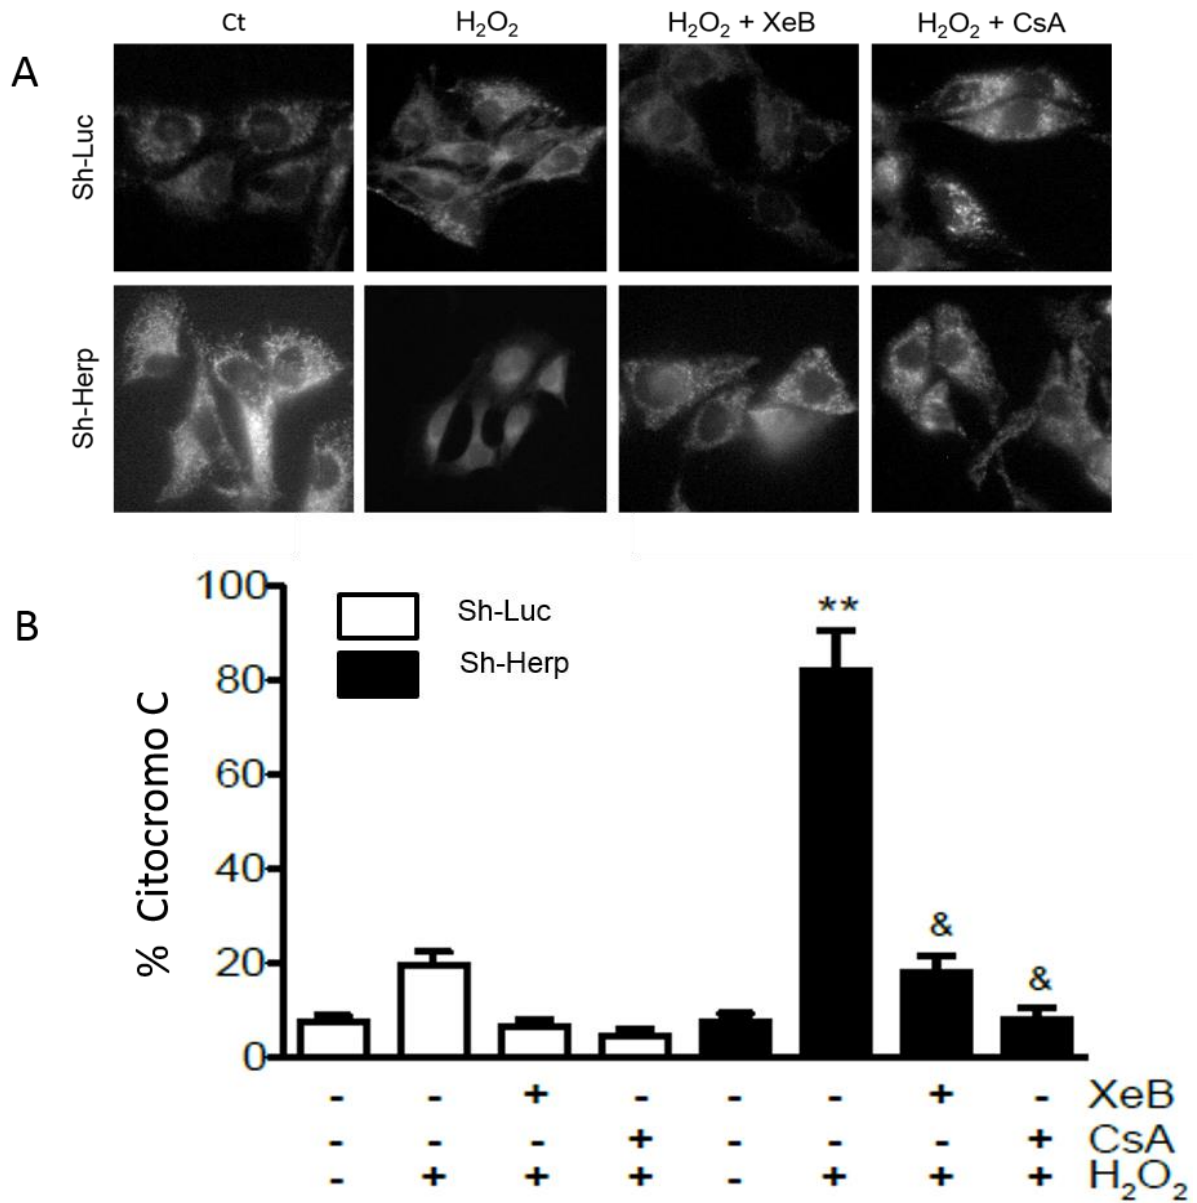 Ct H₂O₂ H₂O₂ + XeB H₂O₂ + CsA
A
Sh-Luc
Sh-Herp
B
100
80
60
40
20
0
% Citocromo C
Sh-Luc
Sh-Herp
**
&
&
- - + - - - + - XeB
- - - + - - - + CsA
- + + + - + + + H₂O₂